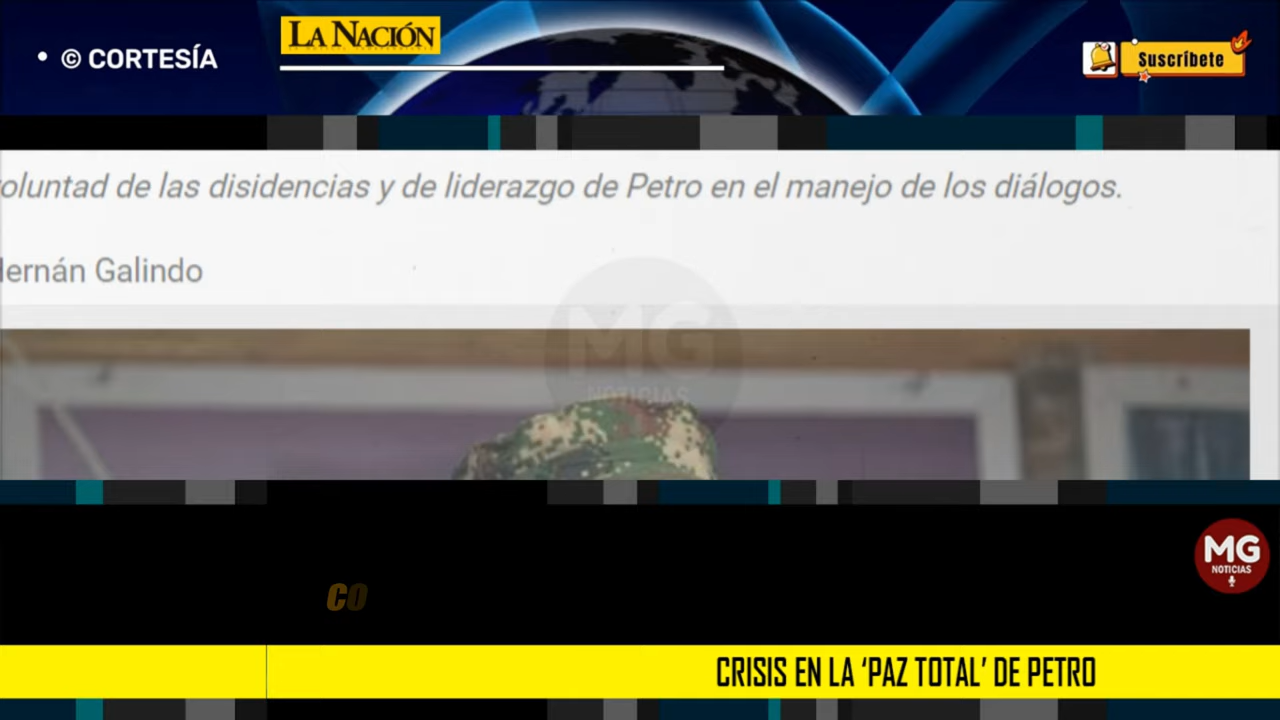 LA NACIÓN
• © CORTESÍA
Suscríbete
oluntad de las disidencias y de liderazgo de Petro en el manejo de los diálogos.
ernán Galindo
MG
NOTICIAS
MG
NOTICIAS
CO
CRISIS EN LA ‘PAZ TOTAL’ DE PETRO